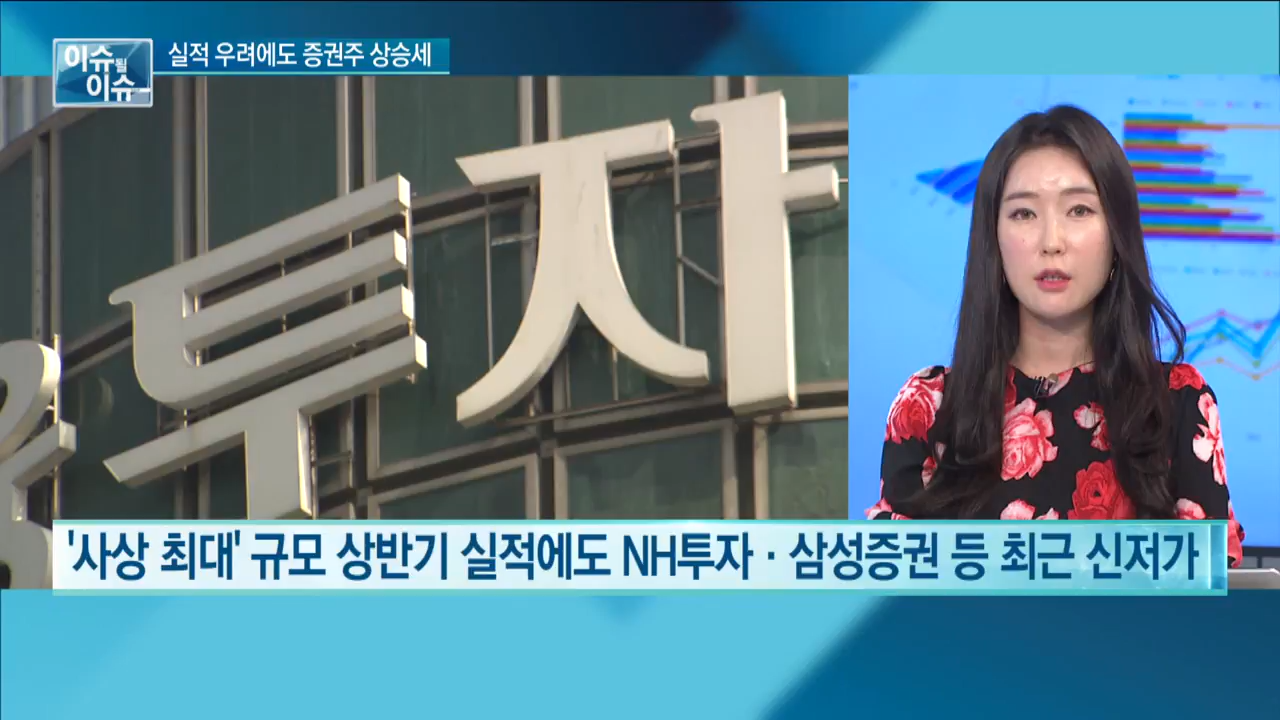 이슈될
이슈
실적 우려에도 증권주 상승세
투자
'사상 최대' 규모 상반기 실적에도 NH투자·삼성증권 등 최근 신저가